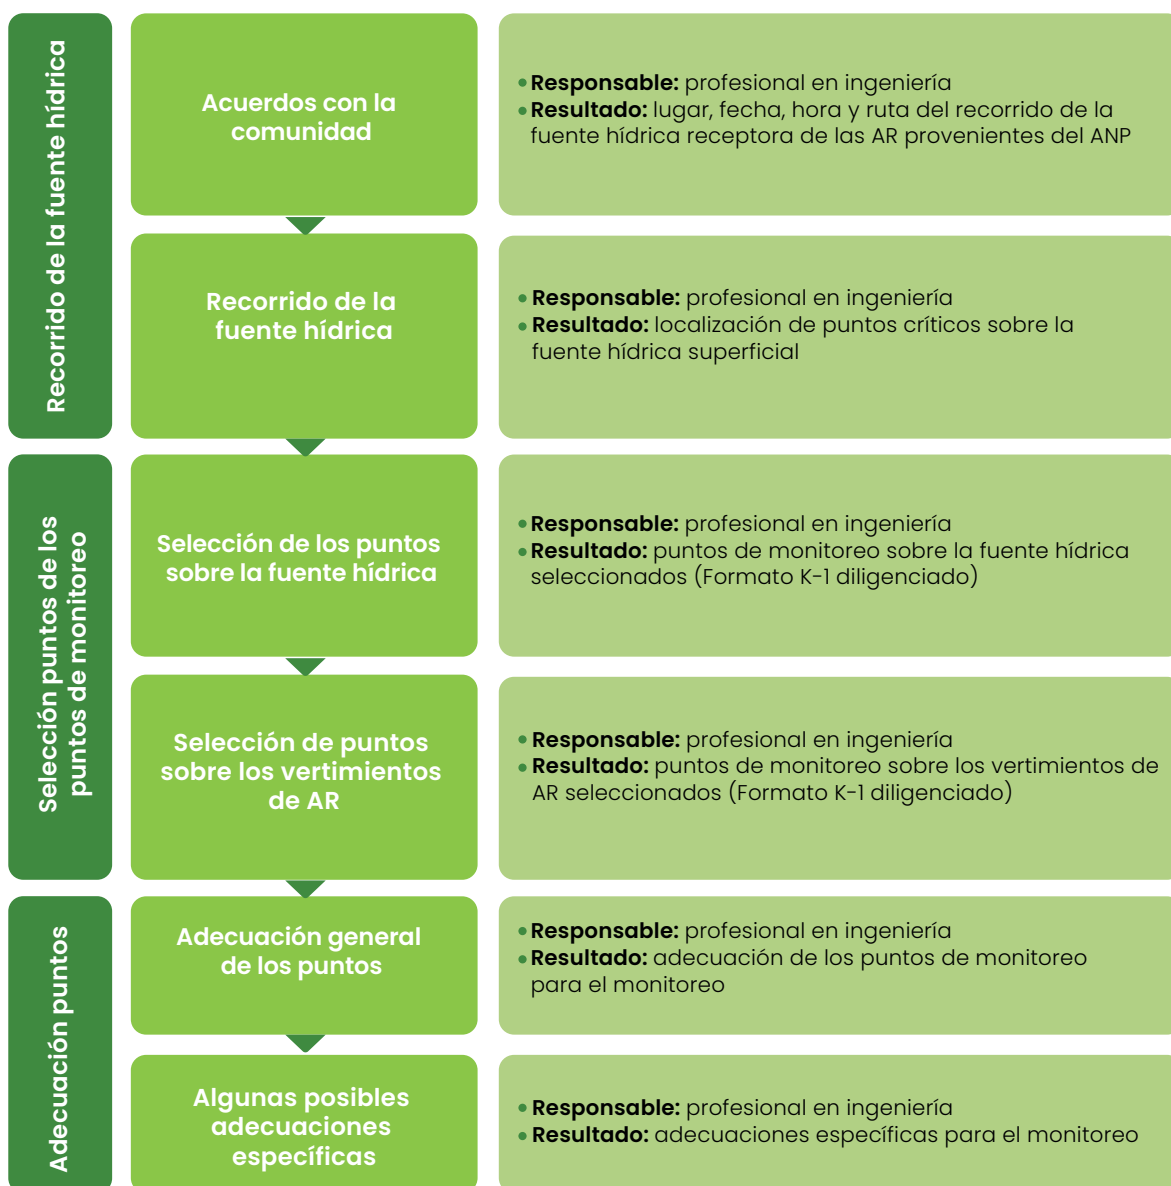 Recorrido de la fuente hídrica
Acuerdos con la
comunidad
Responsable: profesional en ingeniería
Resultado: lugar, fecha, hora y ruta del recorrido de la
fuente hídrica receptora de las AR provenientes del ANP
Recorrido de la
fuente hídrica
Responsable: profesional en ingeniería
Resultado: localización de puntos críticos sobre la
fuente hídrica superficial
Selección puntos de los
puntos de monitoreo
Selección de los puntos
sobre la fuente hídrica
Responsable: profesional en ingeniería
Resultado: puntos de monitoreo sobre la fuente hídrica
seleccionados (Formato K-1 diligenciado)
Selección de puntos
sobre los vertimientos
de AR
Responsable: profesional en ingeniería
Resultado: puntos de monitoreo sobre los vertimientos de
AR seleccionados (Formato K-1 diligenciado)
Adecuación puntos
Adecuación general
de los puntos
Responsable: profesional en ingeniería
Resultado: adecuación de los puntos de monitoreo
para el monitoreo
Algunas posibles
adecuaciones
específicas
Responsable: profesional en ingeniería
Resultado: adecuaciones específicas para el monitoreo